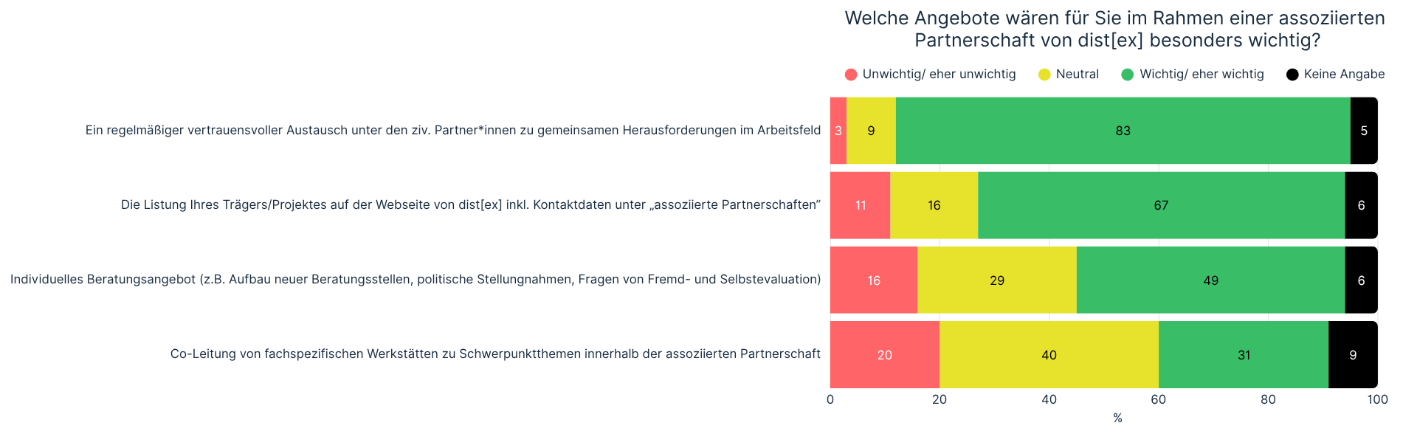 Welche Angebote wären für Sie im Rahmen einer assoziierten
Partnerschaft von dist[ex] besonders wichtig?
Unwichtig/ eher unwichtig Neutral Wichtig/ eher wichtig Keine Angabe
Ein regelmäßiger vertrauensvoller Austausch unter den ziv. Partner*innen zu gemeinsamen Herausforderungen im Arbeitsfeld 3 9 83 5
Die Listung Ihres Trägers/Projektes auf der Webseite von dist[ex] inkl. Kontaktdaten unter „assoziierte Partnerschaften“ 11 16 67 6
Individuelles Beratungsangebot (z.B. Aufbau neuer Beratungsstellen, politische Stellungnahmen, Fragen von Fremd- und Selbstevaluation) 16 29 49 6
Co-Leitung von fachspezifischen Werkstätten zu Schwerpunktthemen innerhalb der assoziierten Partnerschaft 20 40 31 9
0 20 40 60 80 100
%